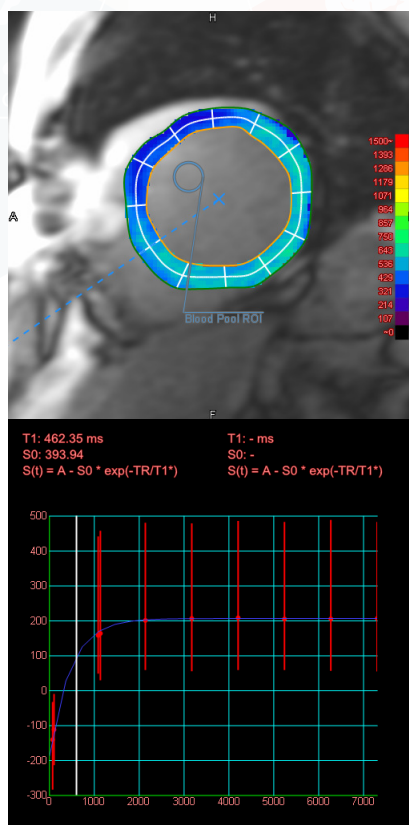 H
A
1500~
1393
1286
1179
1071
964
857
750
643
536
429
321
214
107
~0
Blood Pool ROI
F
T1: 462.35 ms
S0: 393.94
S(t) = A - S0 * exp(-TR/T1*)
T1: - ms
S0: -
S(t) = A - S0 * exp(-TR/T1*)
500
400
300
200
100
0
-100
-200
-300
0 1000 2000 3000 4000 5000 6000 7000